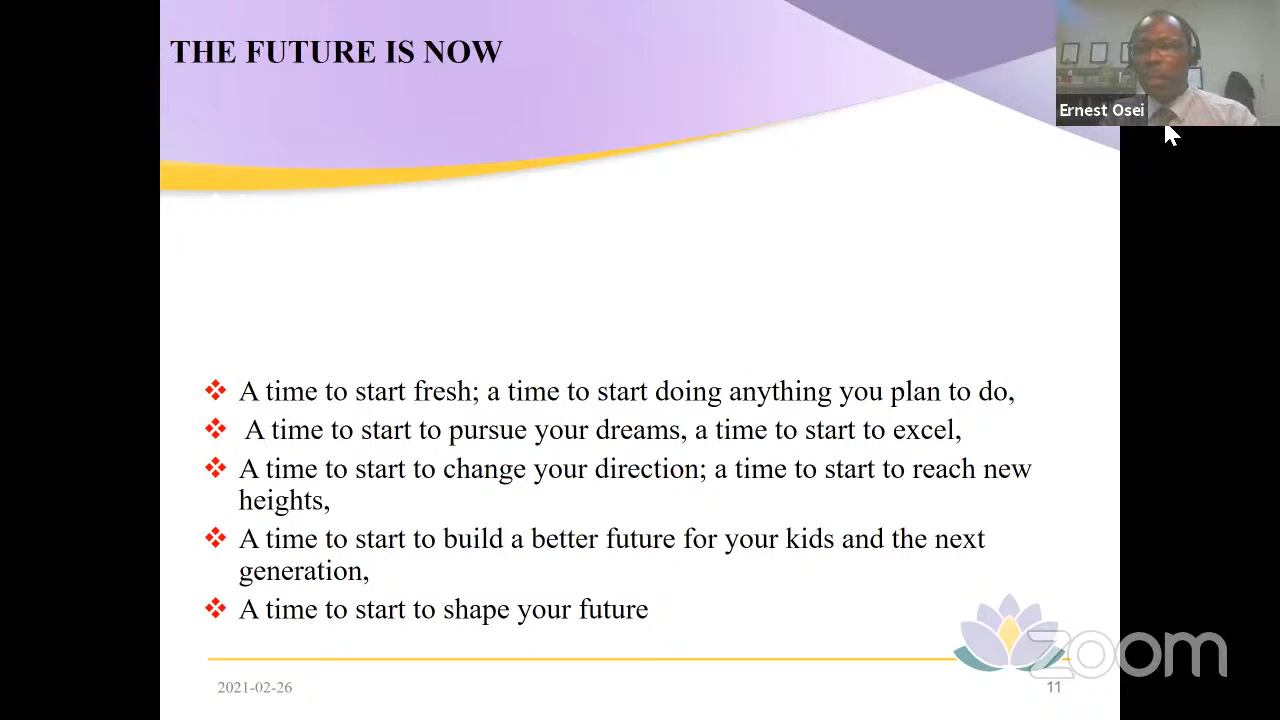 THE FUTURE IS NOW
Ernest Osei
❖ A time to start fresh; a time to start doing anything you plan to do,
❖ A time to start to pursue your dreams, a time to start to excel,
❖ A time to start to change your direction; a time to start to reach new
heights,
❖ A time to start to build a better future for your kids and the next
generation,
❖ A time to start to shape your future
zoom
2021-02-26
11